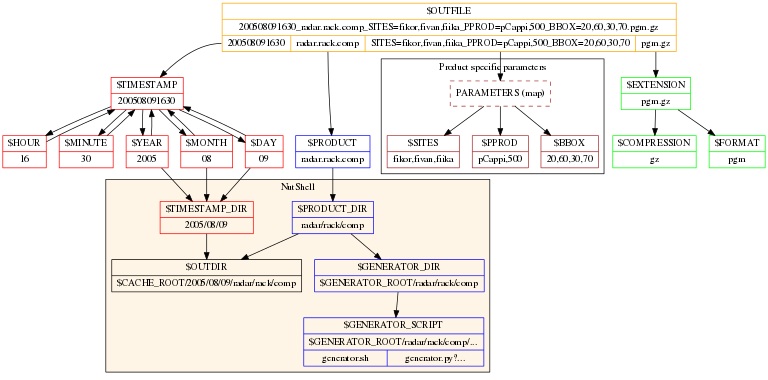 $OUTFILE
200508091630_radar.rack.comp_SITES=fikor,fivan,fiika_PPROD=pCappi,500_BBOX=20,60,30,70.pgm.gz
200508091630 radar.rack.comp SITES=fikor,fivan,fiika_PPROD=pCappi,500_BBOX=20,60,30,70 pgm.gz
Product specific parameters
$TIMESTAMP
200508091630
PARAMETERS (map)
$EXTENSION
pgm.gz
$HOUR
16
$MINUTE
30
$YEAR
2005
$MONTH
08
$DAY
09
$PRODUCT
radar.rack.comp
$SITES
fikor,fivan,fiika
$PPROD
pCappi,500
$BBOX
20,60,30,70
$COMPRESSION
gz
$FORMAT
pgm
NutShell
$TIMESTAMP_DIR
2005/08/09
$PRODUCT_DIR
radar/rack/comp
$OUTDIR
$CACHE_ROOT/2005/08/09/radar/rack/comp
$GENERATOR_DIR
$GENERATOR_ROOT/radar/rack/comp
$GENERATOR_SCRIPT
$GENERATOR_ROOT/radar/rack/comp/...
generator.sh generator.py?...